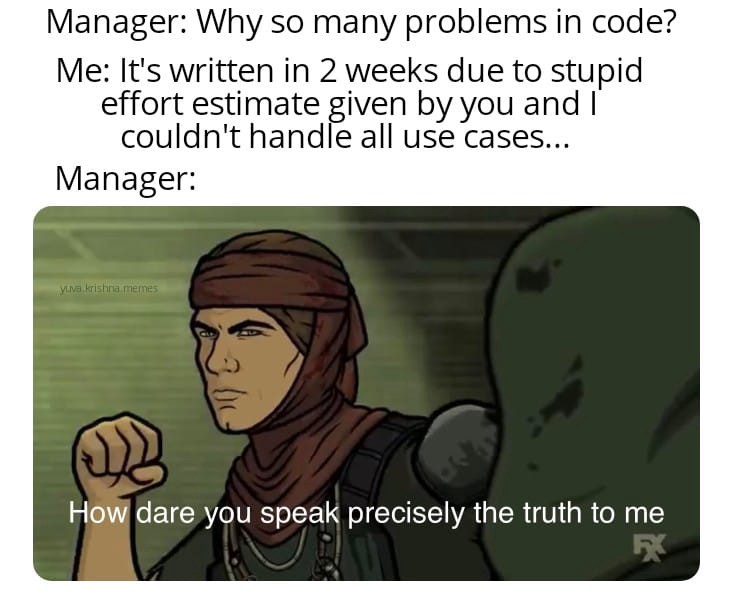 Manager: Why so many problems in code?
Me: It's written in 2 weeks due to stupid
effort estimate given by you and I
couldn't handle all use cases...
Manager:
yuva.krishna.memes
How dare you speak precisely the truth to me
FX